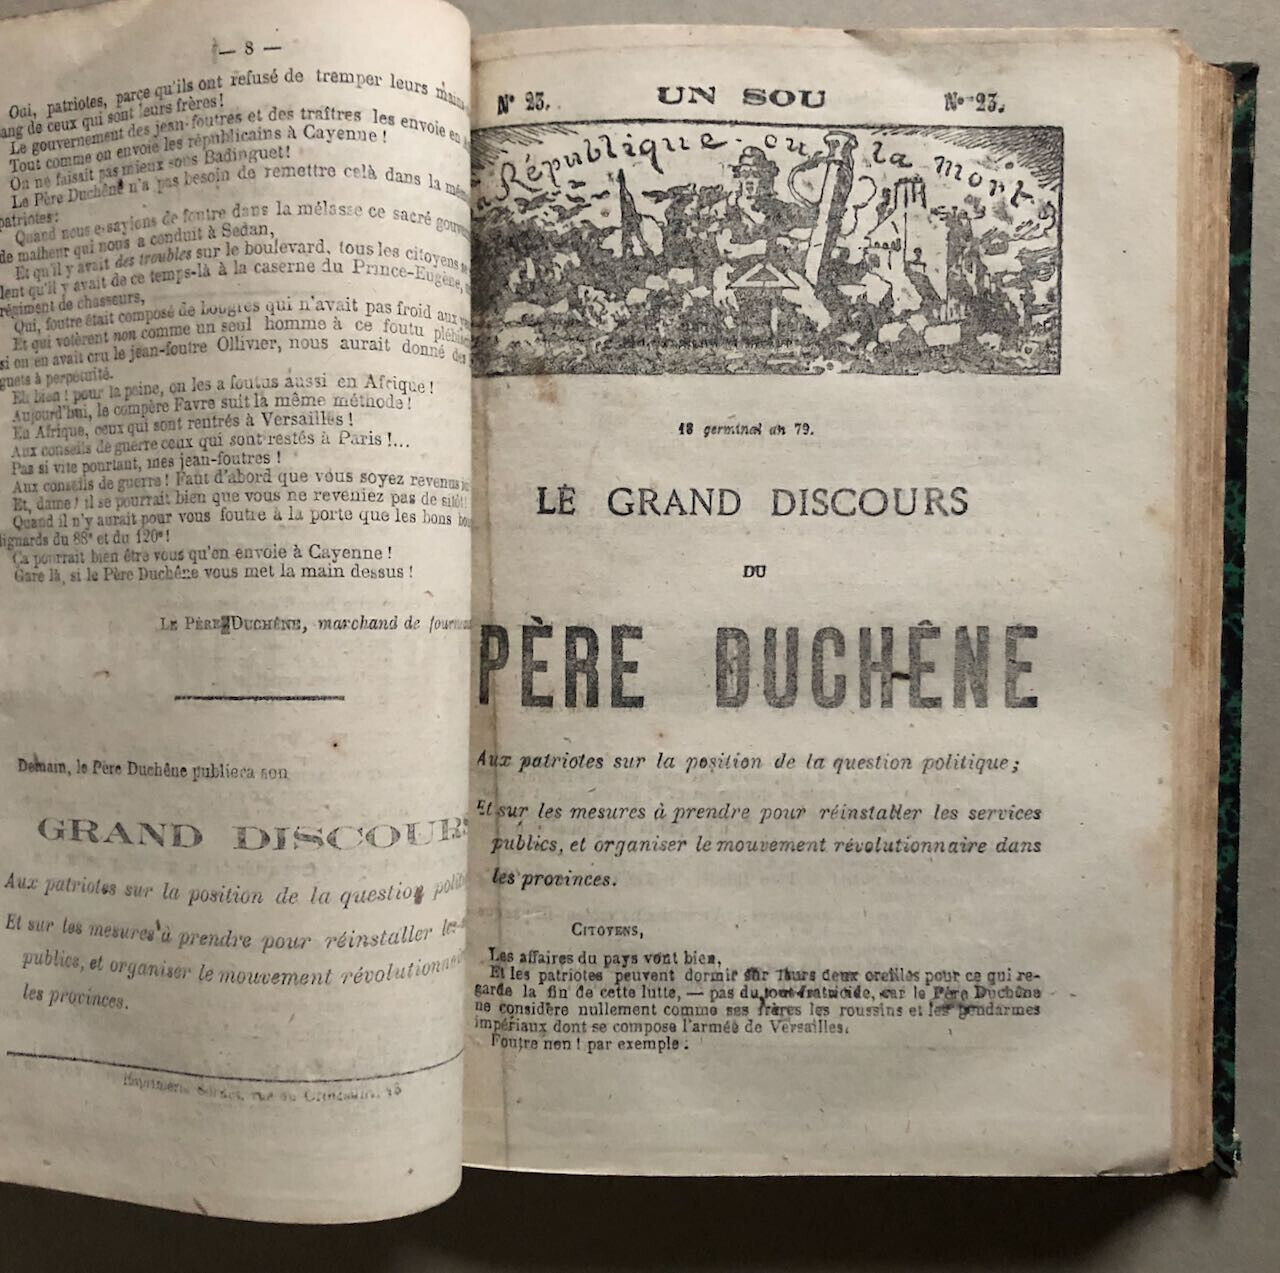 — 8 —
Oui, patriotes, parce qu'ils ont refusé de tremper leurs mains
ang de ceux qui sont leurs frères!
Le gouvernement des jean-foutres et des traîtres les envoie en
Tout comme on envoie les républicains à Cayenne!
On ne faisait pas mieux sous Badinguet!
Le Père Duchêne n'a pas besoin de remettre celà dans la
patriotes:
Quand nous essayions de foutre dans la mélasse ce sacré
de malheur qui nous a conduit à Sedan,
Et qu'il y avait des troubles sur le boulevard, tous les citoyens
lent qu'il y avait de ce temps-là à la caserne du Prince-Eugène,
régiment de chasseurs,
Qui, foutre était composé de bougres qui n'avait pas froid aux
Et qui votèrent non comme un seul homme à ce foutu
si on en avait cru le jean-foutre Ollivier, nous aurait donné des
guets à perpétuité.
Eh bien! pour la peine, on les a foutus aussi en Afrique!
Aujourd'hui, le compère Favre suit la même méthode!
En Afrique, ceux qui sont rentrés à Versailles!
Aux conseils de guerre ceux qui sont restés à Paris!...
Pas si vite pourtant, mes jean-foutres!
Aux conseils de guerre! Faut d'abord que vous soyez revenus
Et, dame! il se pourrait bien que vous ne reveniez pas de sitôt!
Quand il n'y aurait pour vous foutre à la porte que les bons
lignards du 88e et du 120e!
Ça pourrait bien être vous qu'on envoie à Cayenne!
Gare là, si le Père Duchêne vous met la main dessus!
LE PÈRE DUCHÊNE, marchand de
Demain, le Père Duchêne publiera son
GRAND DISCOURS
Aux patriotes sur la position de la question
Et sur les mesures à prendre pour réinstaller
publics, et organiser le mouvement
les provinces.
Imprimerie rue du 
N° 23. UN SOU N° 23.
République ou la mort
18 germinal an 79.
LE GRAND DISCOURS
DU
PÈRE DUCHÊNE
Aux patriotes sur la position de la question politique;
Et sur les mesures à prendre pour réinstaller les services
publics, et organiser le mouvement révolutionnaire dans
les provinces.
CITOYENS,
Les affaires du pays vont bien,
Et les patriotes peuvent dormir sur leurs deux oreilles pour ce qui re-
garde la fin de cette lutte, — pas du tout fratricide, car le Père Duchêne
ne considère nullement comme ses frères les roussins et les gendarmes
impériaux dont se compose l'armée de Versailles.
Foutre non! par exemple: